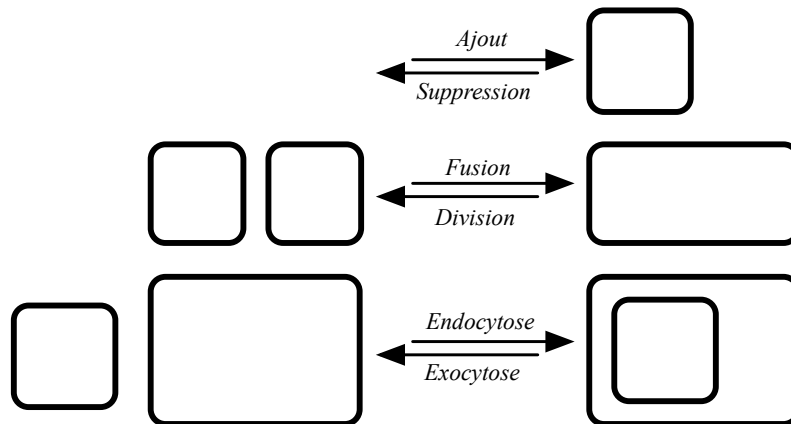 Ajout
Suppression
Fusion
Division
Endocytose
Exocytose